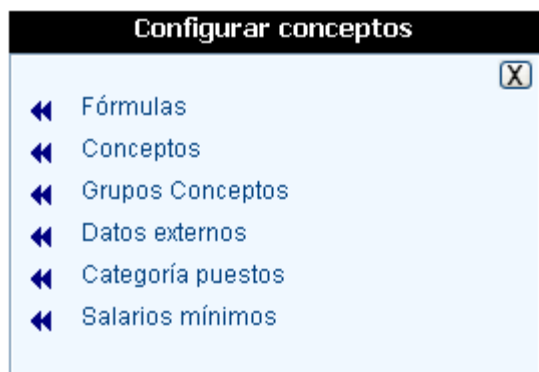 Configurar conceptos
X
Fórmulas
Conceptos
Grupos Conceptos
Datos externos
Categoría puestos
Salarios mínimos